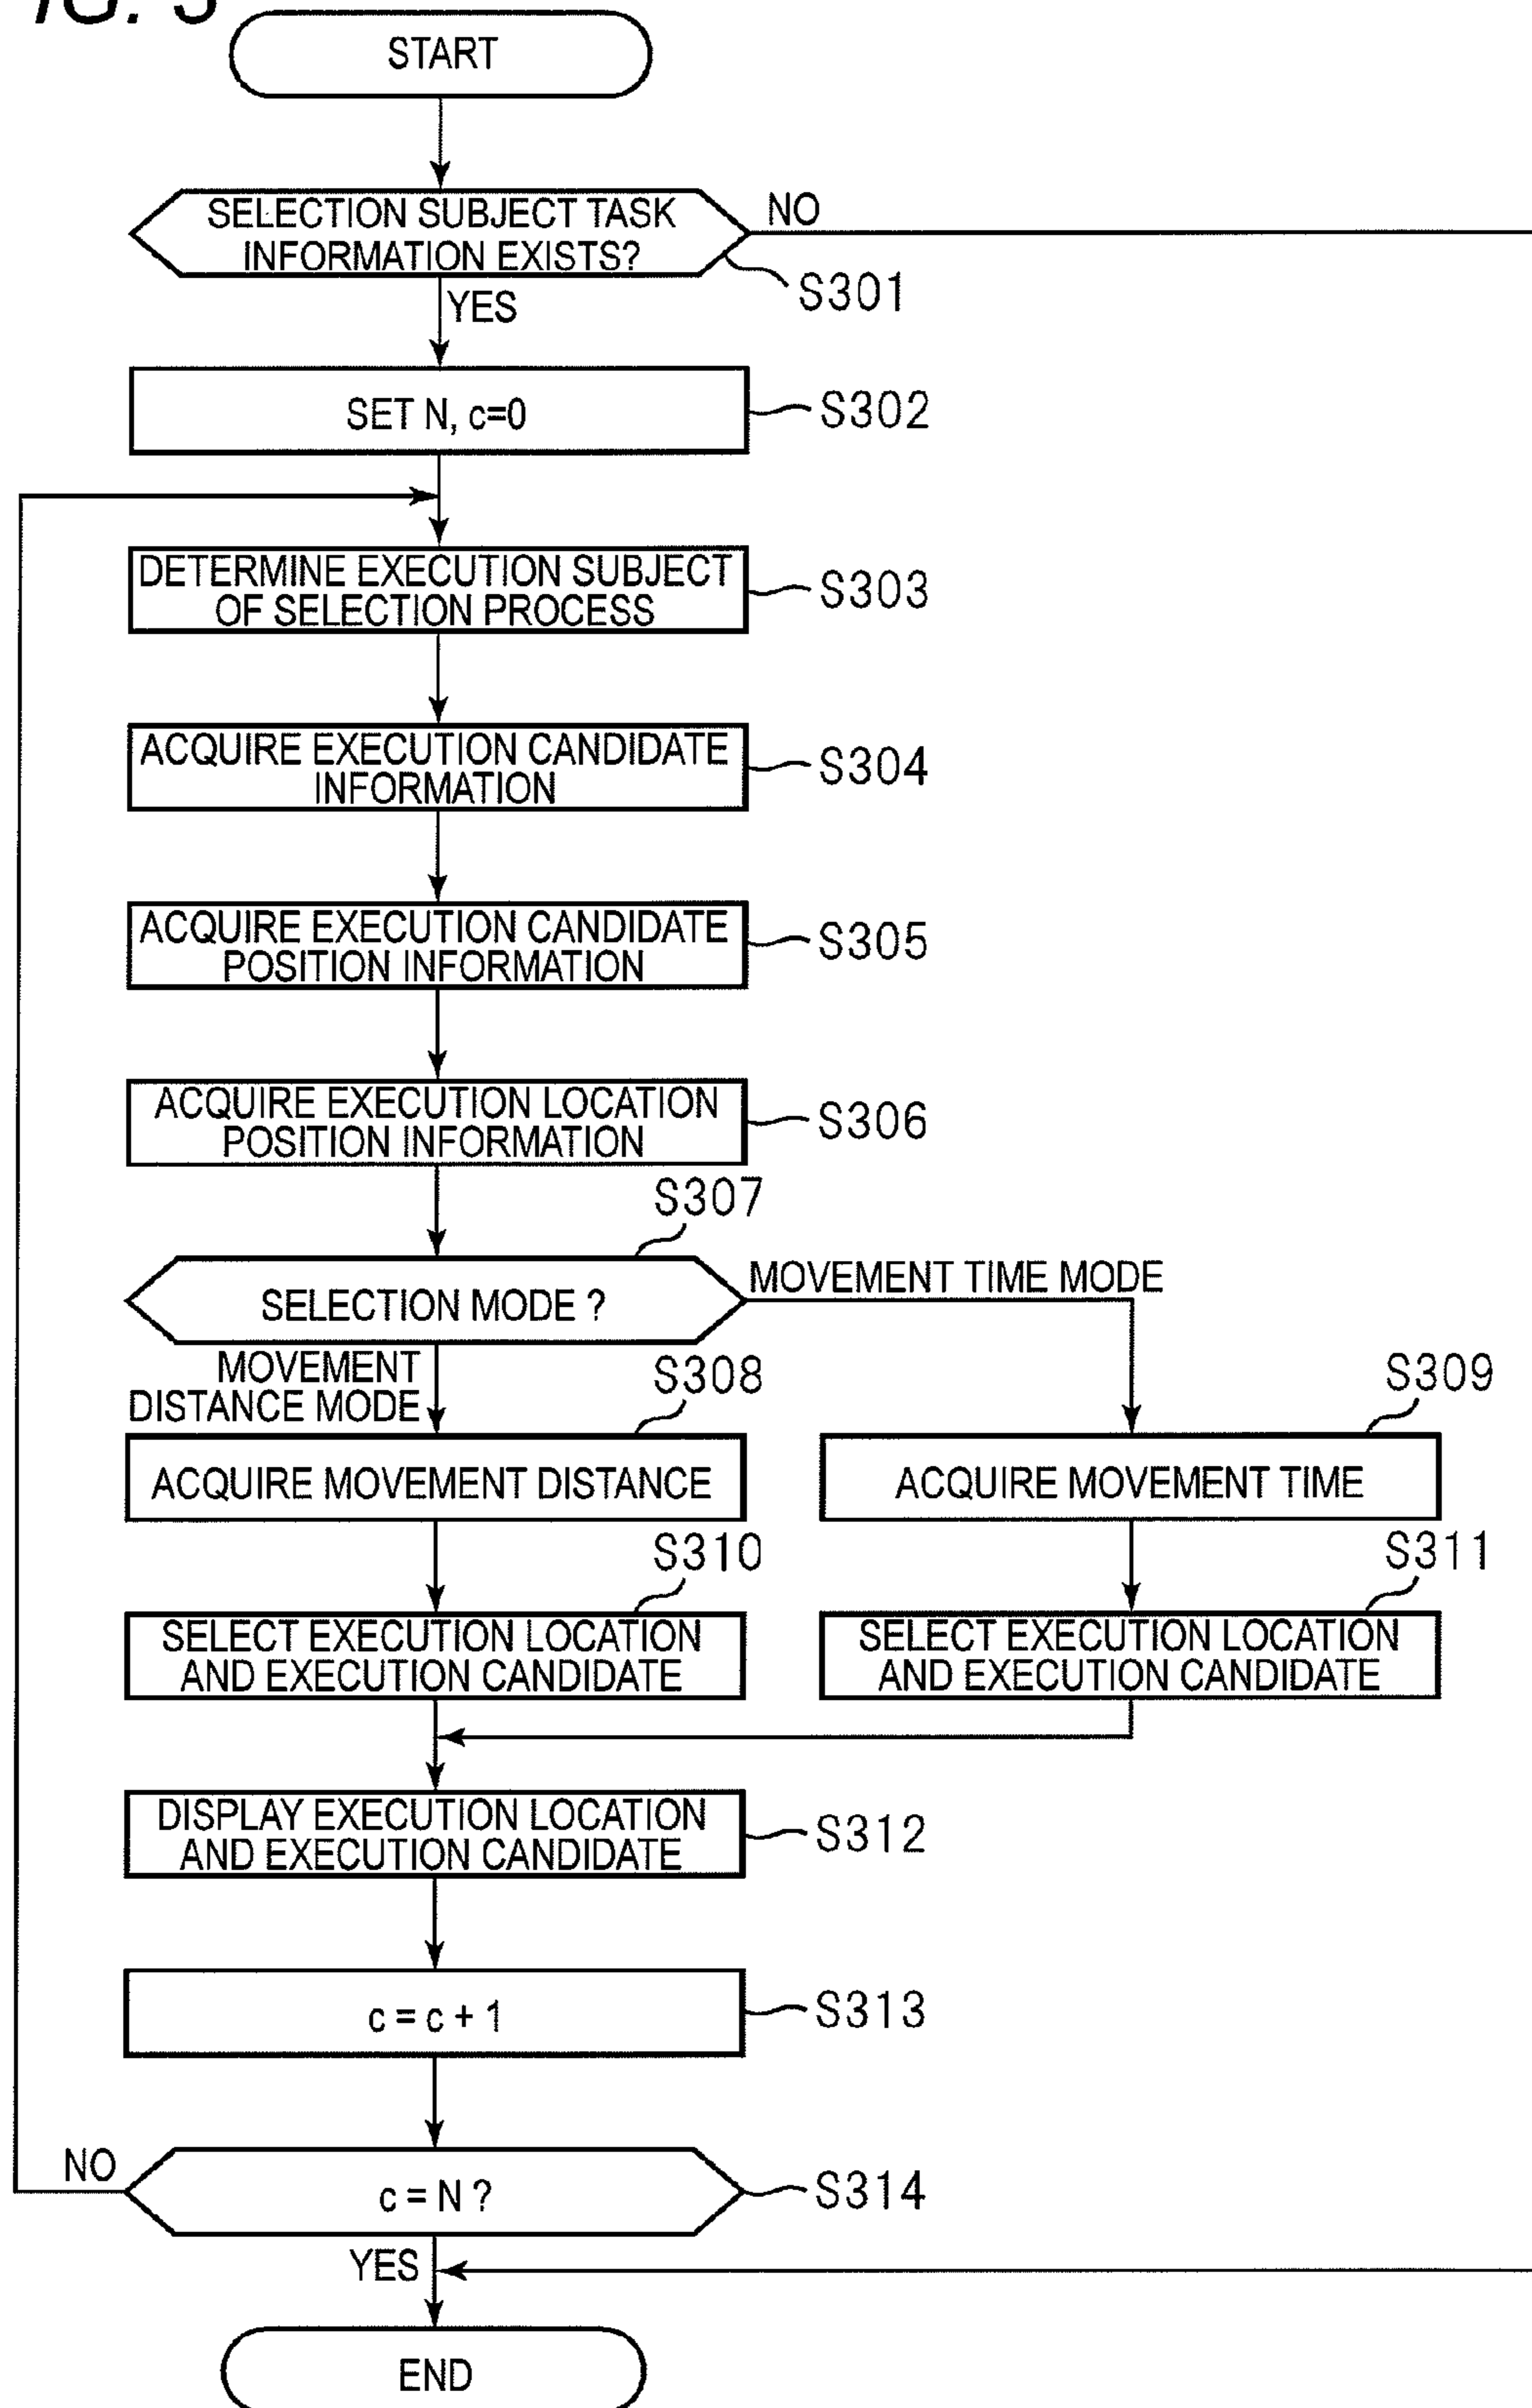 START
SELECTION SUBJECT TASK
INFORMATION EXISTS?
NO
S301
YES
SET N, c=0
S302
DETERMINE EXECUTION SUBJECT
OF SELECTION PROCESS
S303
ACQUIRE EXECUTION CANDIDATE
INFORMATION
S304
ACQUIRE EXECUTION CANDIDATE
POSITION INFORMATION
S305
ACQUIRE EXECUTION LOCATION
POSITION INFORMATION
S306
S307
SELECTION MODE ?
MOVEMENT TIME MODE
MOVEMENT
DISTANCE MODE
S308
S309
ACQUIRE MOVEMENT DISTANCE
ACQUIRE MOVEMENT TIME
S310
S311
SELECT EXECUTION LOCATION
AND EXECUTION CANDIDATE
SELECT EXECUTION LOCATION
AND EXECUTION CANDIDATE
DISPLAY EXECUTION LOCATION
AND EXECUTION CANDIDATE
S312
c = c + 1
S313
NO
c = N ?
S314
YES
END